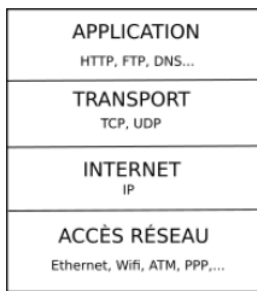 APPLICATION
HTTP, FTP, DNS...
TRANSPORT
TCP, UDP
INTERNET
IP
ACCÈS RÉSEAU
Ethernet, Wifi, ATM, PPP,...